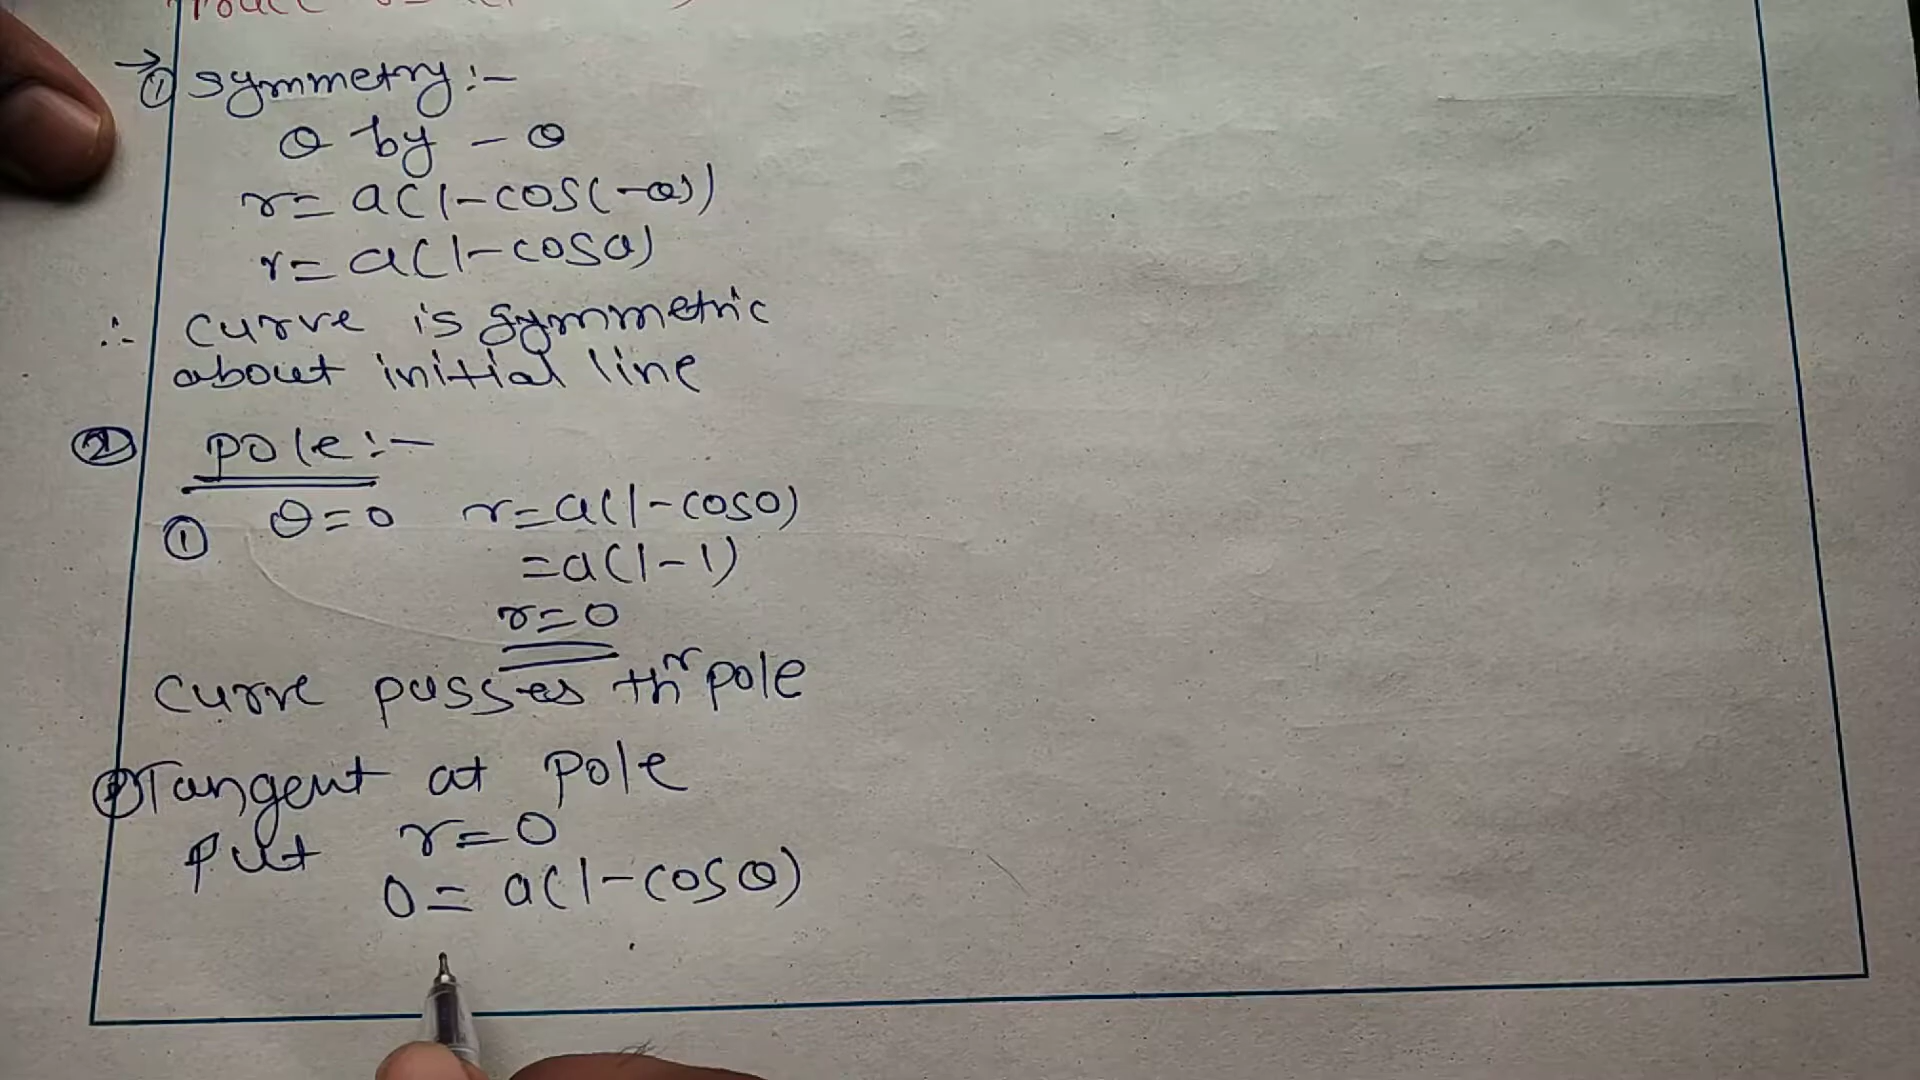 → ① symmetry :-
θ by - θ
r = a(1-cos(-θ))
r = a(1-cosθ)
∴ curve is symmetric
about initial line
② pole :-
① θ=0 r=a(1-cos0)
=a(1-1)
r=0
curve passes thr pole
② Tangent at pole
put r=0
0 = a(1-cosθ)